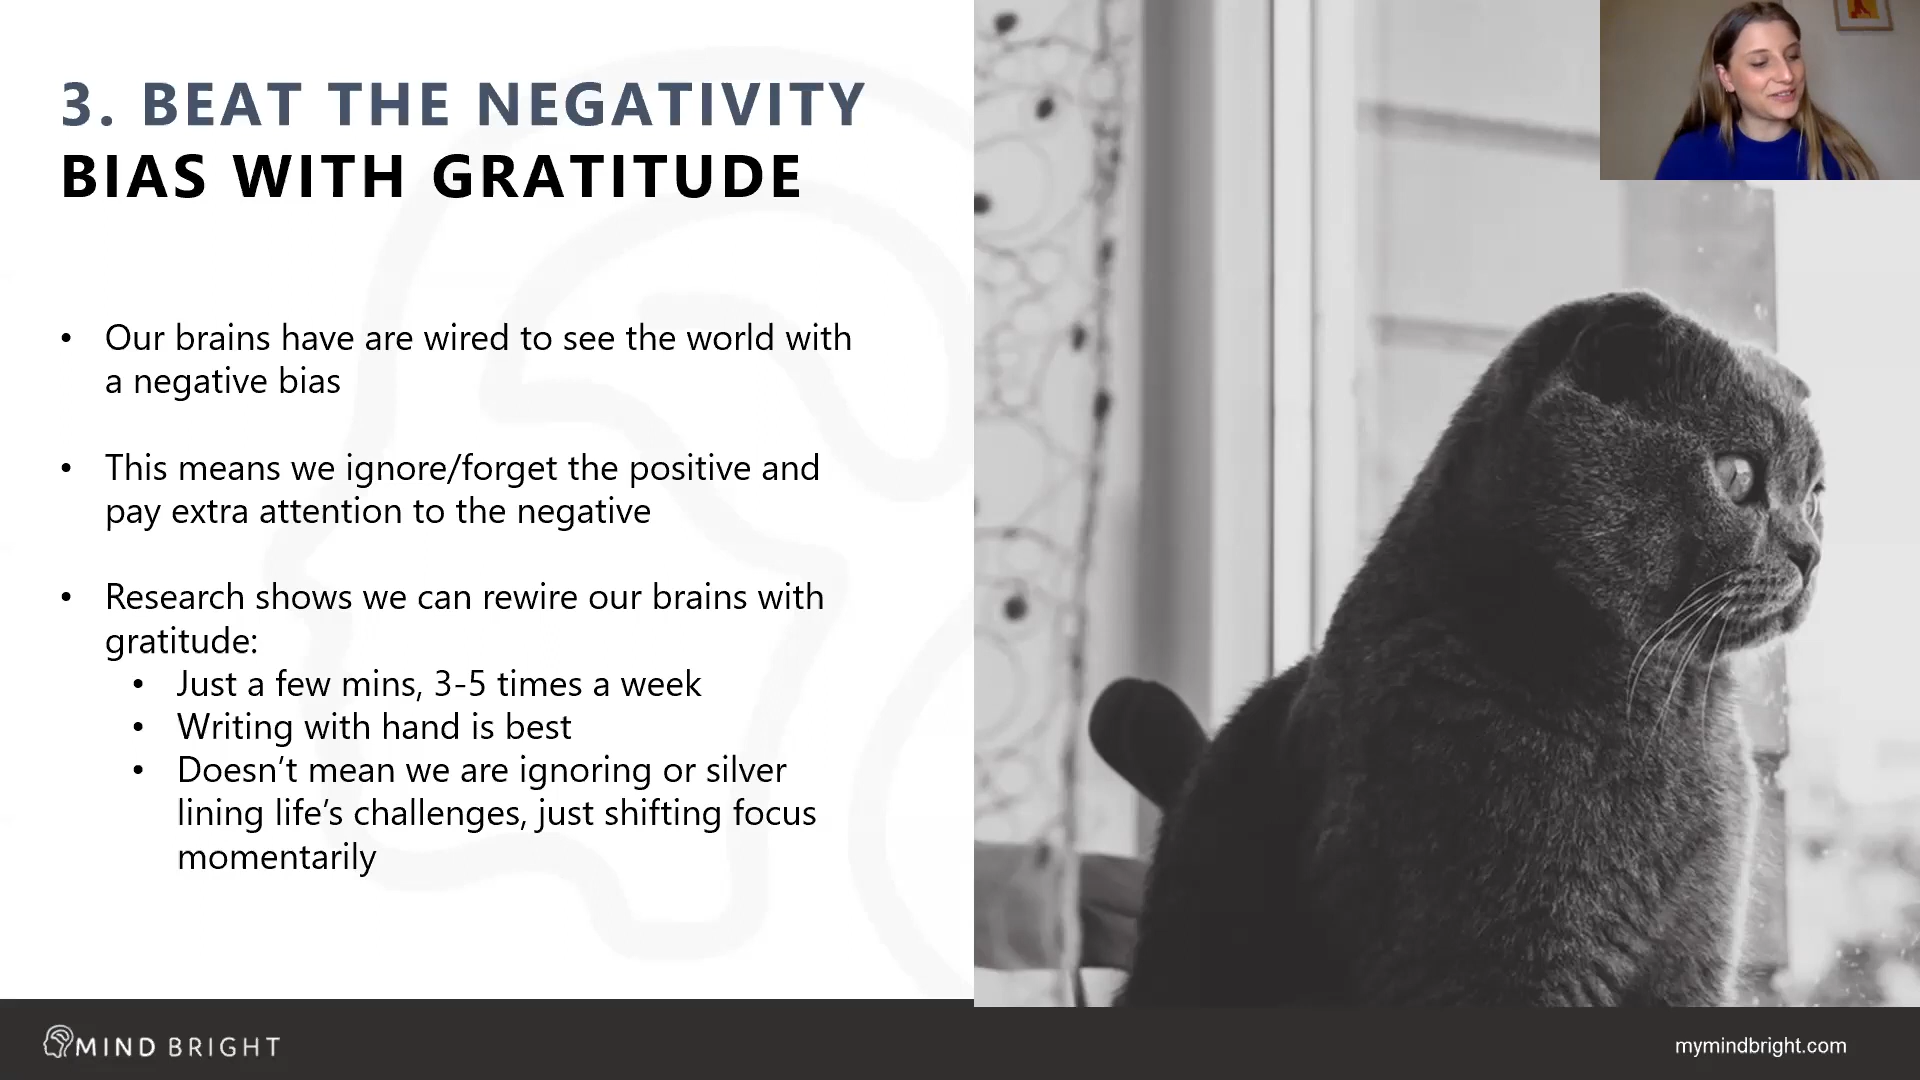 3. BEAT THE NEGATIVITY
BIAS WITH GRATITUDE
• Our brains have are wired to see the world with
a negative bias
• This means we ignore/forget the positive and
pay extra attention to the negative
• Research shows we can rewire our brains with
gratitude:
• Just a few mins, 3-5 times a week
• Writing with hand is best
• Doesn’t mean we are ignoring or silver
lining life’s challenges, just shifting focus
momentarily
MIND BRIGHT
mymindbright.com